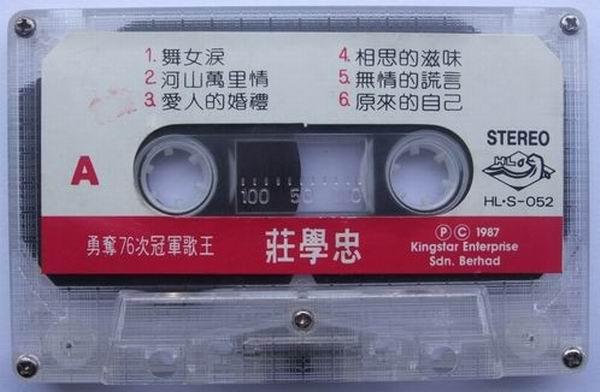 1. 舞女淚
2. 河山萬里情
3. 愛人的婚禮
4. 相思的滋味
5. 無情的謊言
6. 原來的自己
A
STEREO
HL
HL·S-052
100 50 0
勇奪76次冠軍歌王
莊學忠
Ⓟ Ⓒ 1987
Kingstar Enterprise
Sdn. Berhad